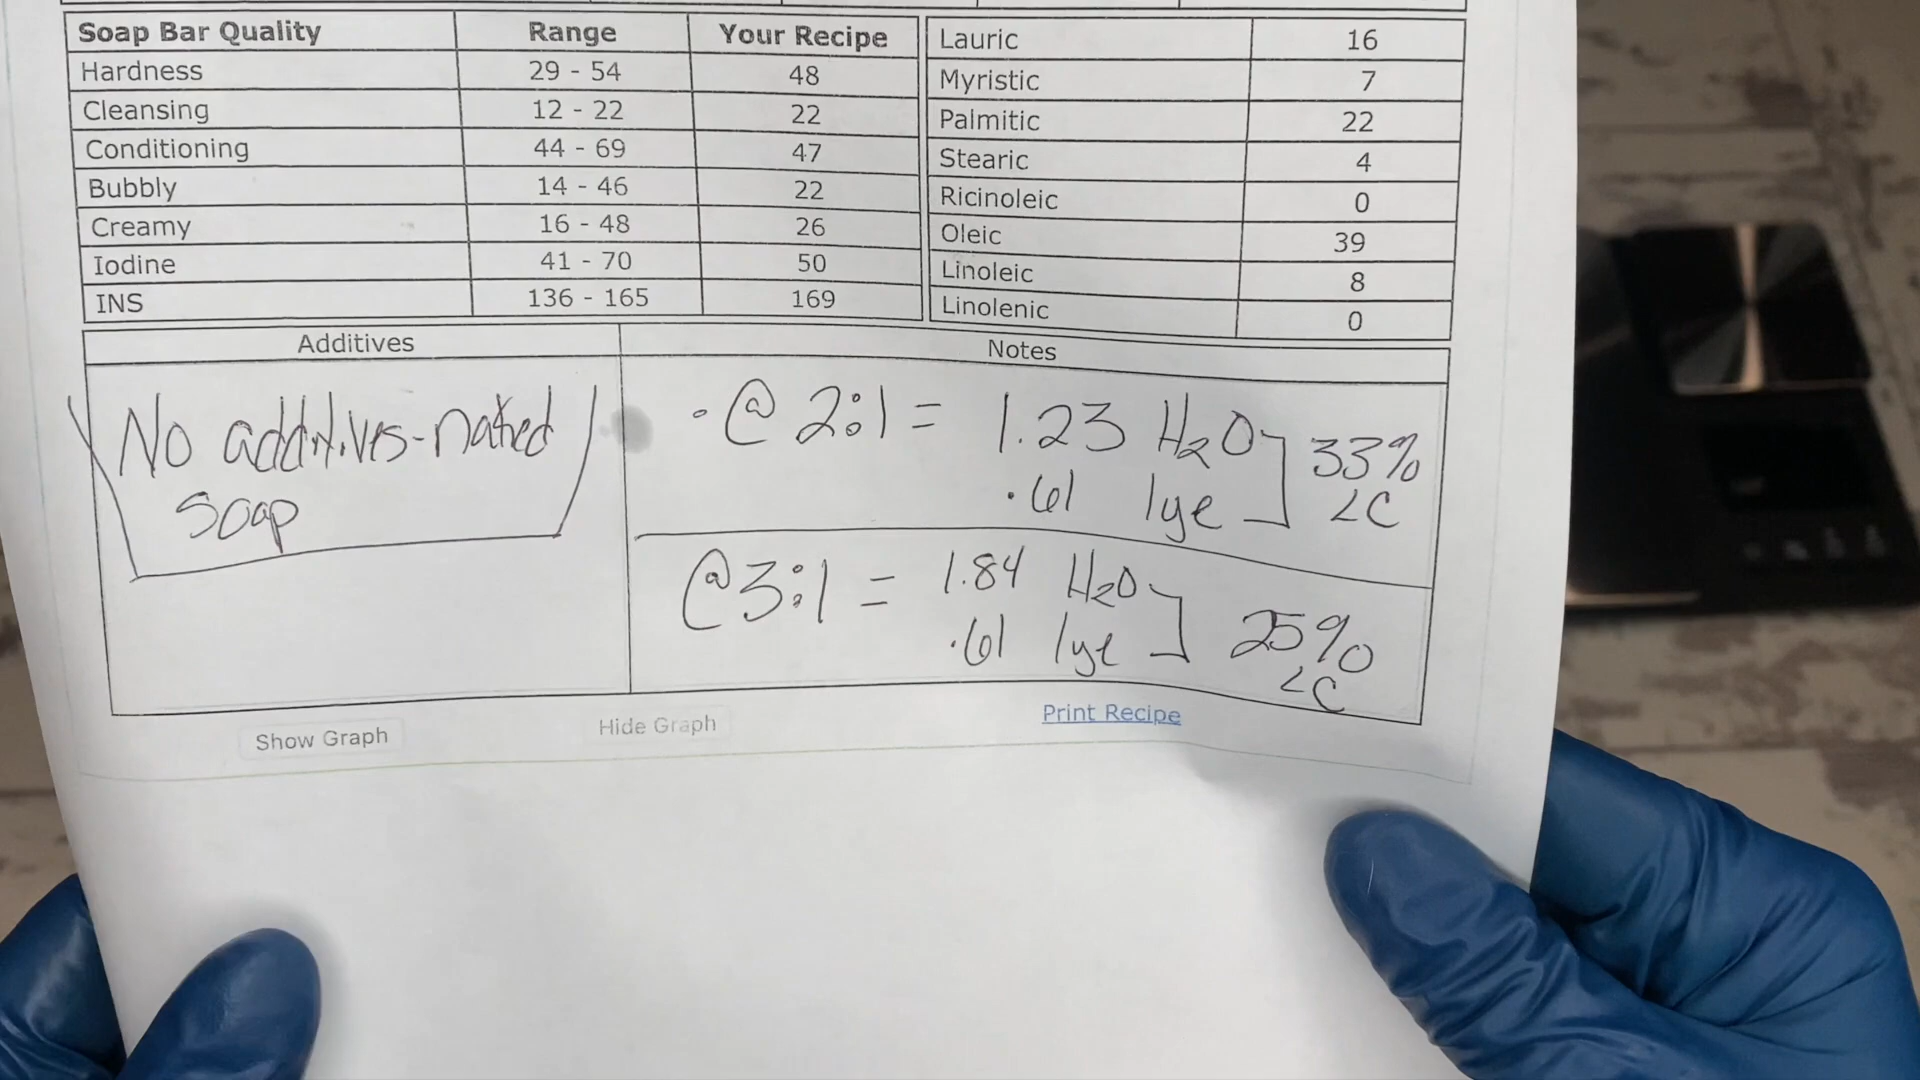 Soap Bar Quality Range Your Recipe
Hardness 29 - 54 48
Cleansing 12 - 22 22
Conditioning 44 - 69 47
Bubbly 14 - 46 22
Creamy 16 - 48 26
Iodine 41 - 70 50
INS 136 - 165 169
Lauric 16
Myristic 7
Palmitic 22
Stearic 4
Ricinoleic 0
Oleic 39
Linoleic 8
Linolenic 0
Additives
No additives-naked
soap
Notes
· @ 2:1 = 1.23 H2O 33%
.61 lye LC
@3:1 = 1.84 H2O 25%
.61 lye LC
Show Graph Hide Graph Print Recipe